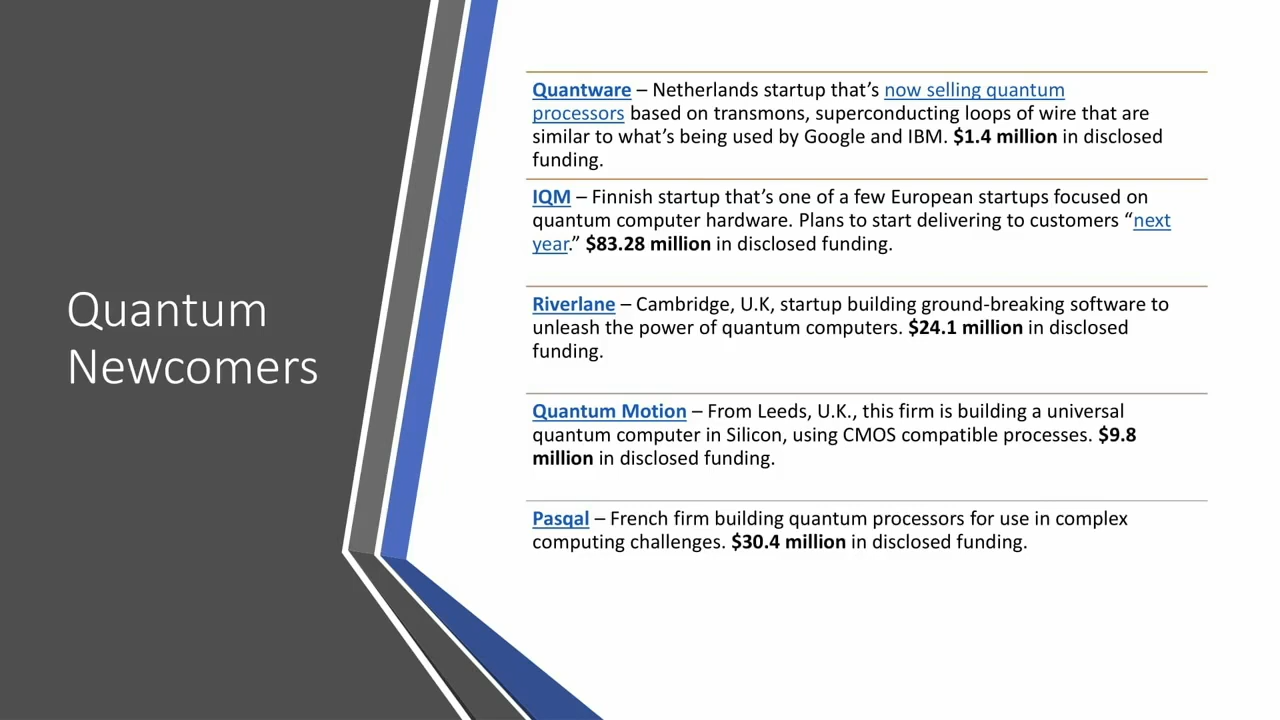 Quantum
Newcomers
Quantware – Netherlands startup that’s now selling quantum
processors based on transmons, superconducting loops of wire that are
similar to what’s being used by Google and IBM. $1.4 million in disclosed
funding.
IQM – Finnish startup that’s one of a few European startups focused on
quantum computer hardware. Plans to start delivering to customers “next
year.” $83.28 million in disclosed funding.
Riverlane – Cambridge, U.K, startup building ground-breaking software to
unleash the power of quantum computers. $24.1 million in disclosed
funding.
Quantum Motion – From Leeds, U.K., this firm is building a universal
quantum computer in Silicon, using CMOS compatible processes. $9.8
million in disclosed funding.
Pasqal – French firm building quantum processors for use in complex
computing challenges. $30.4 million in disclosed funding.